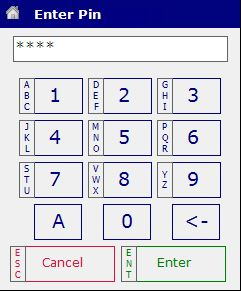 Enter Pin
****
ABC 1 DEF 2 GHI 3
JKL 4 MNO 5 PQR 6
STU 7 VWX 8 YZ 9
A 0 <-
ESC Cancel ENT Enter